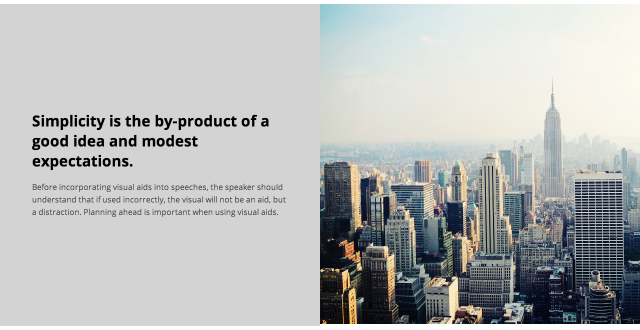 Simplicity is the by-product of a
good idea and modest
expectations.
Before incorporating visual aids into speeches, the speaker should
understand that if used incorrectly, the visual will not be an aid, but
a distraction. Planning ahead is important when using visual aids.